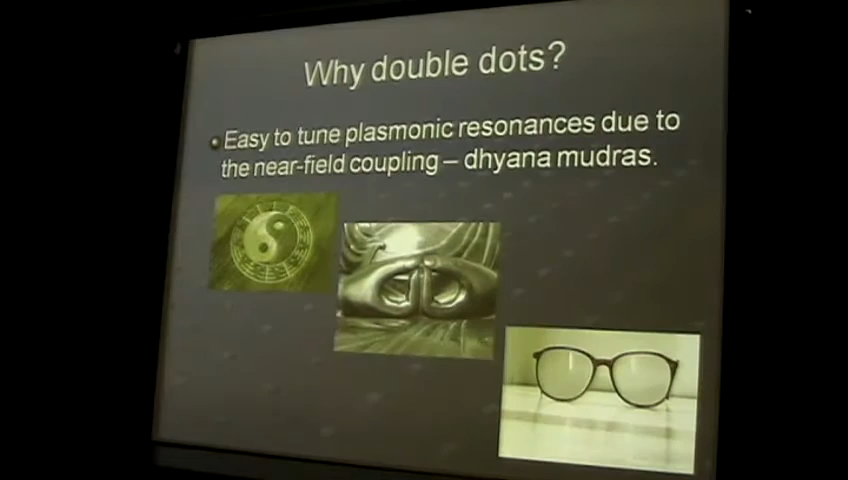 Why double dots?
Easy to tune plasmonic resonances due to
the near-field coupling – dhyana mudras.